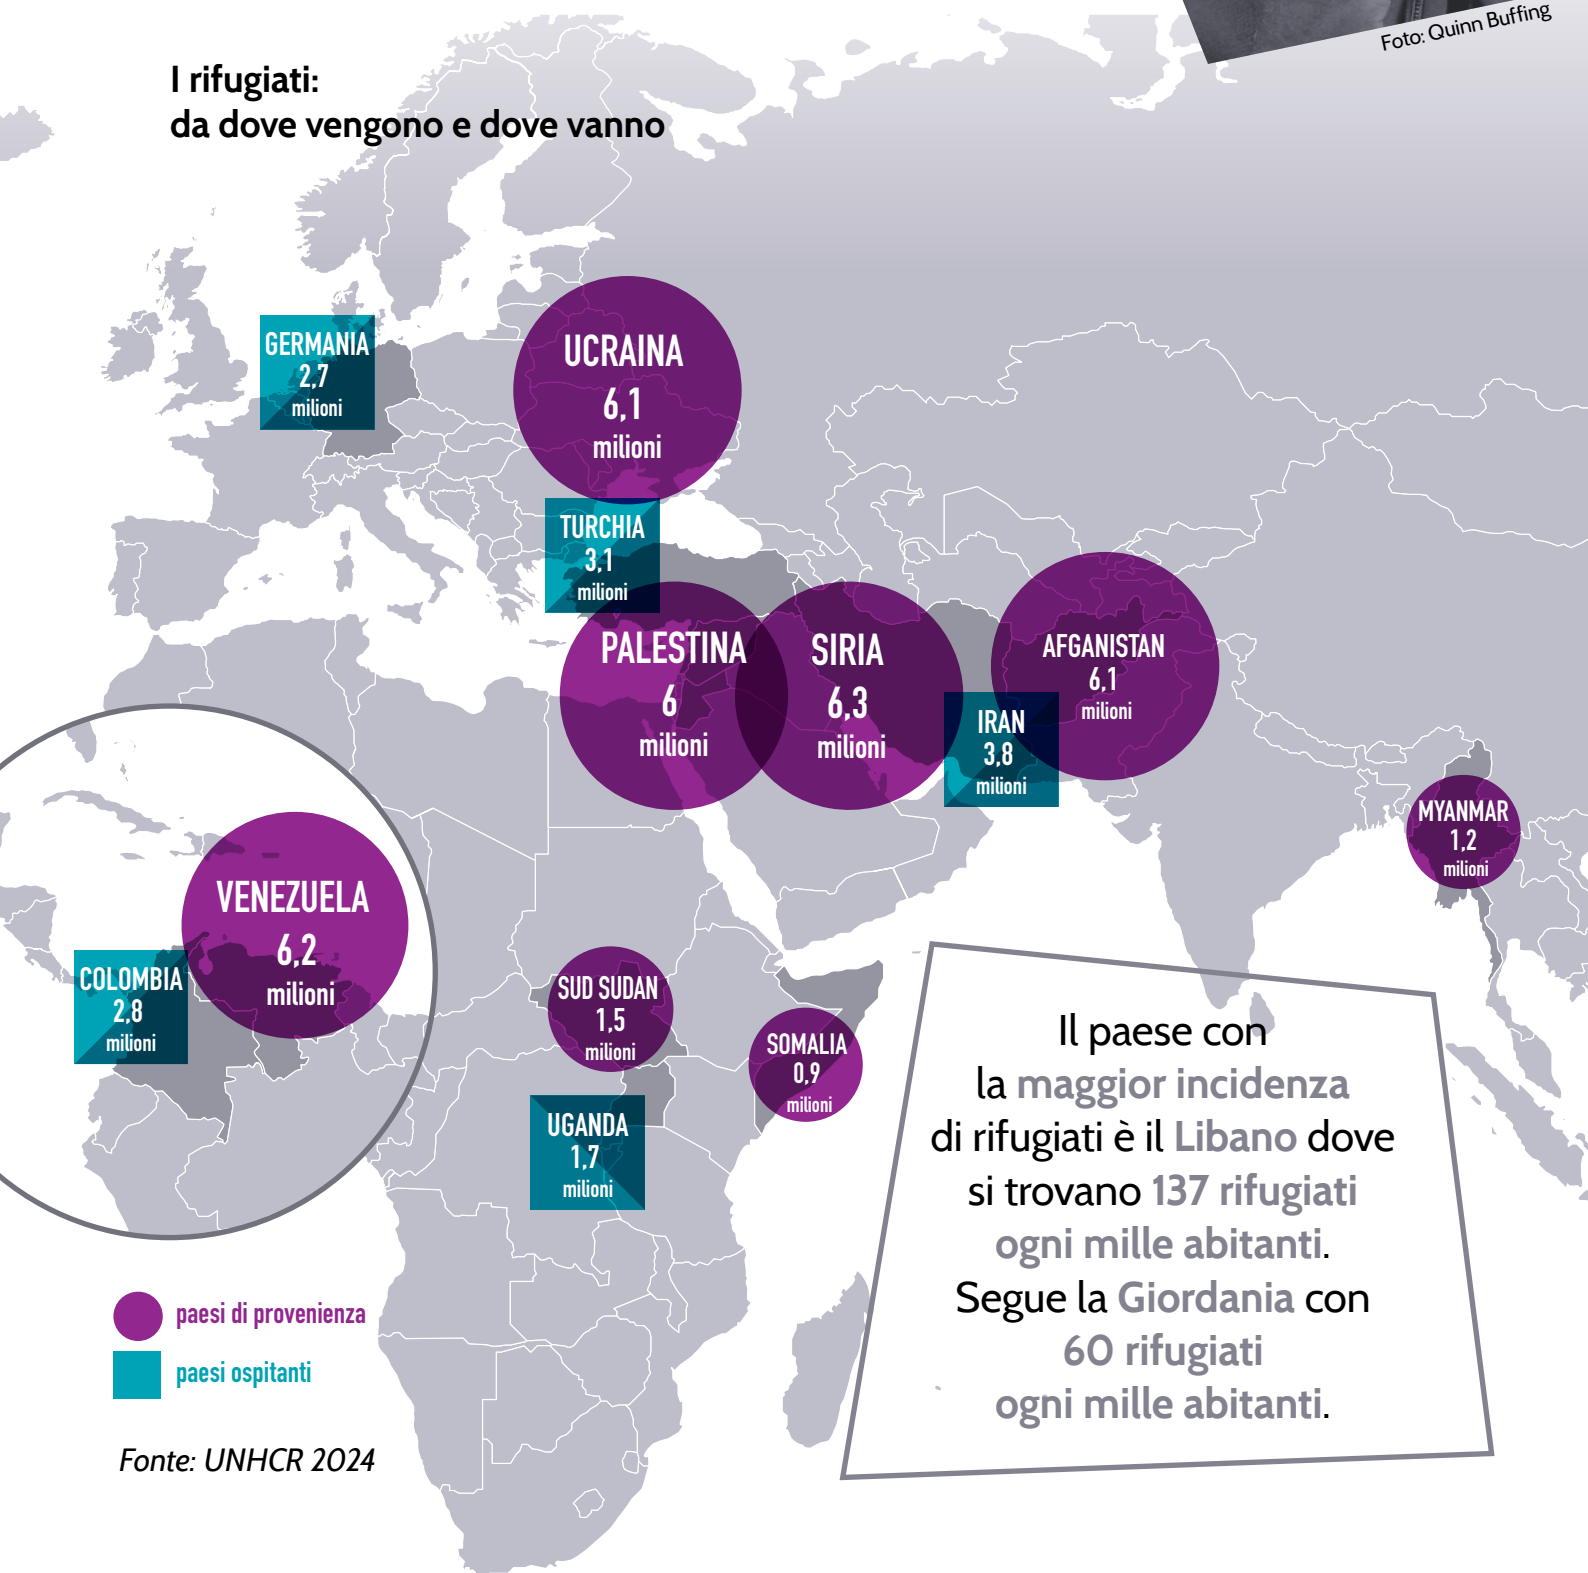 Foto: Quinn Buffing
I rifugiati:
da dove vengono e dove vanno
GERMANIA
2,7
milioni
UCRAINA
6,1
milioni
TURCHIA
3,1
milioni
PALESTINA
6
milioni
SIRIA
6,3
milioni
AFGANISTAN
6,1
milioni
IRAN
3,8
milioni
MYANMAR
1,2
milioni
VENEZUELA
6,2
milioni
COLOMBIA
2,8
milioni
SUD SUDAN
1,5
milioni
SOMALIA
0,9
milioni
UGANDA
1,7
milioni
Il paese con
la maggior incidenza
di rifugiati è il Libano dove
si trovano 137 rifugiati
ogni mille abitanti.
Segue la Giordania con
60 rifugiati
ogni mille abitanti.
paesi di provenienza
paesi ospitanti
Fonte: UNHCR 2024